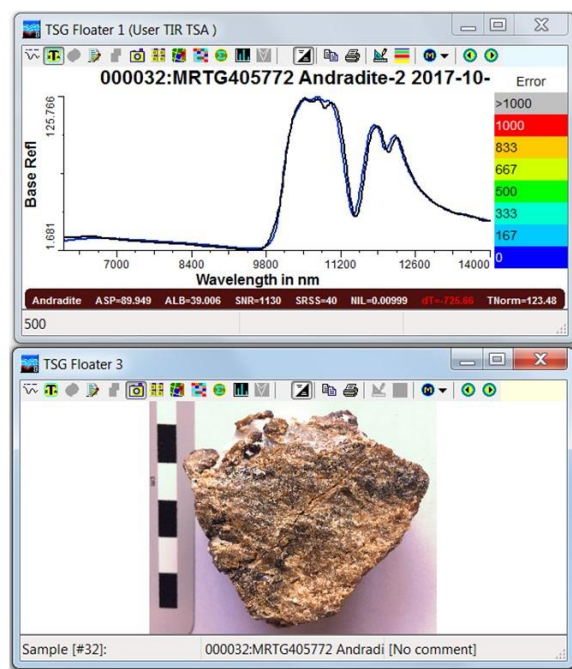 TSG Floater 1 (User TIR TSA )
000032:MRTG405772 Andradite-2 2017-10-
Error
>1000
1000
833
667
500
333
167
0
Base Refl
125.766
1.681
7000 8400 9800 11200 12600 14000
Wavelength in nm
Andradite ASP=89.949 ALB=39.006 SNR=1130 SRSS=40 NIL=0.00999 dT=-725.66 TNorm=123.48
500
TSG Floater 3
Sample [#32]: 000032:MRTG405772 Andradi [No comment]